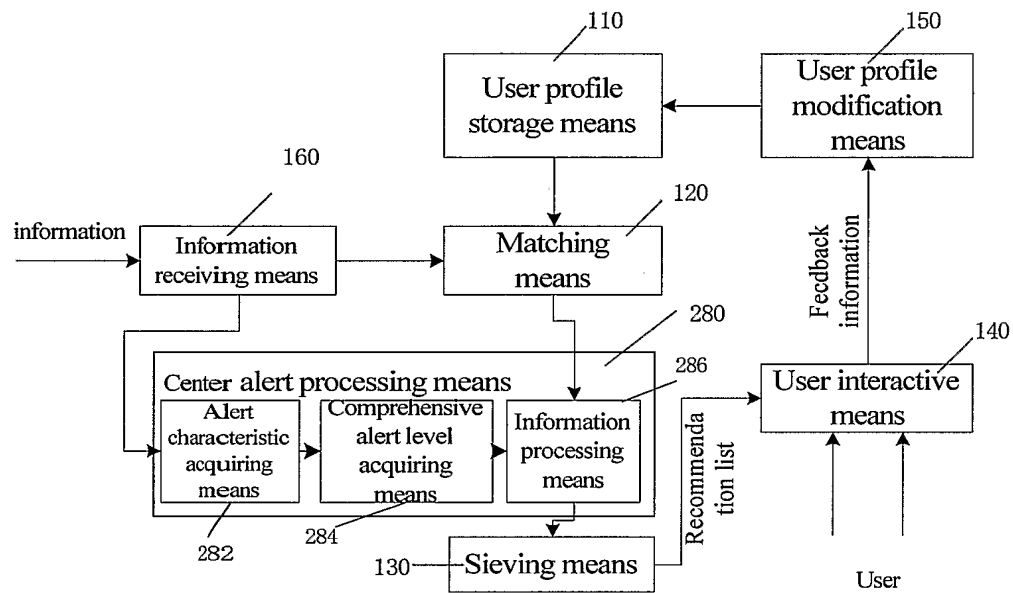 110
150
User profile
storage means
User profile
modification
means
160
120
information
Information
receiving means
Matching
means
Fecdback
information
280
140
286
Center alert processing means
User interactive
means
Alert
characteristic
acquiring
means
Comprehensive
alert level
acquiring
means
Information
processing
means
Recommenda
tion list
282
284
130
Sieving means
User